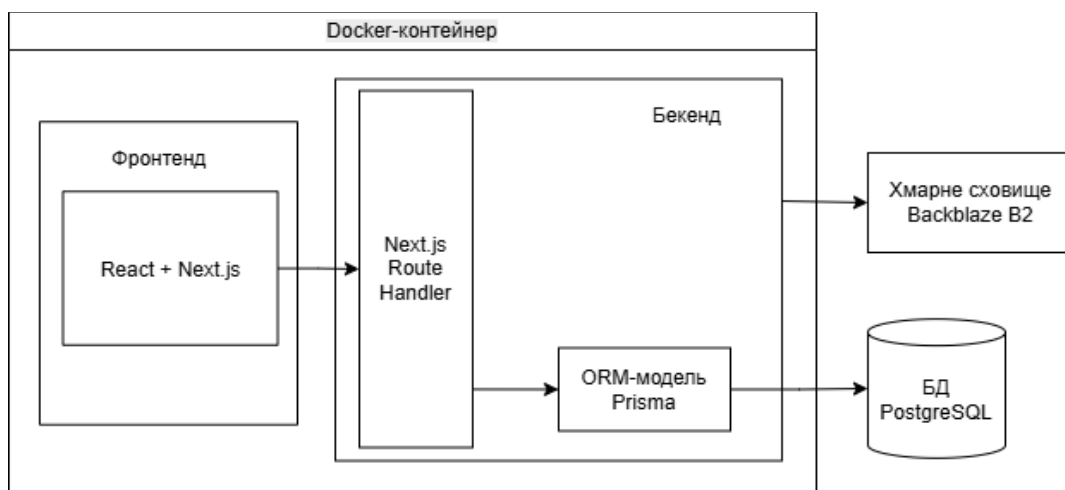 Docker-контейнер
Фронтенд
React + Next.js
Бекенд
Next.js
Route
Handler
ORM-модель
Prisma
Хмарне сховище
Backblaze B2
БД
PostgreSQL